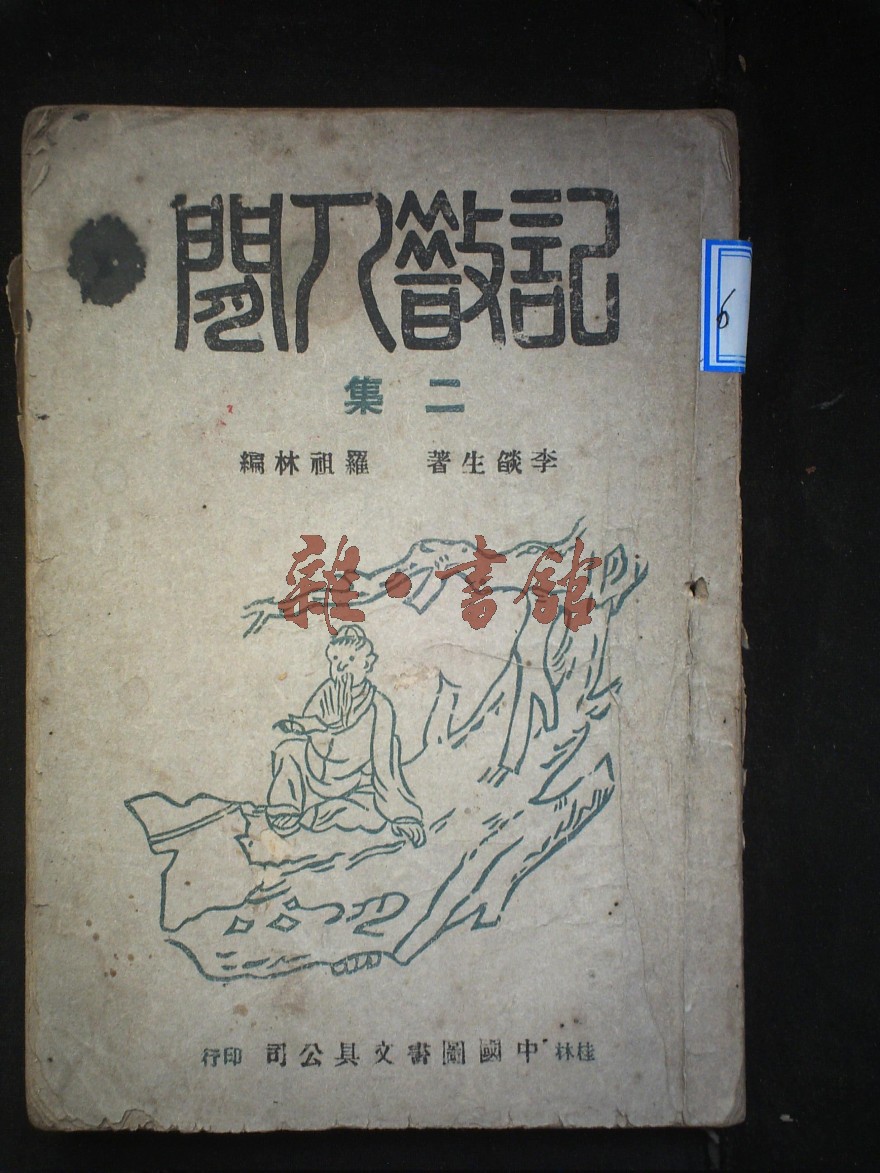 閒人散記
二集
李燄生著 羅祖林編
雜·書館
桂林 中國圖書文具公司 印行
6